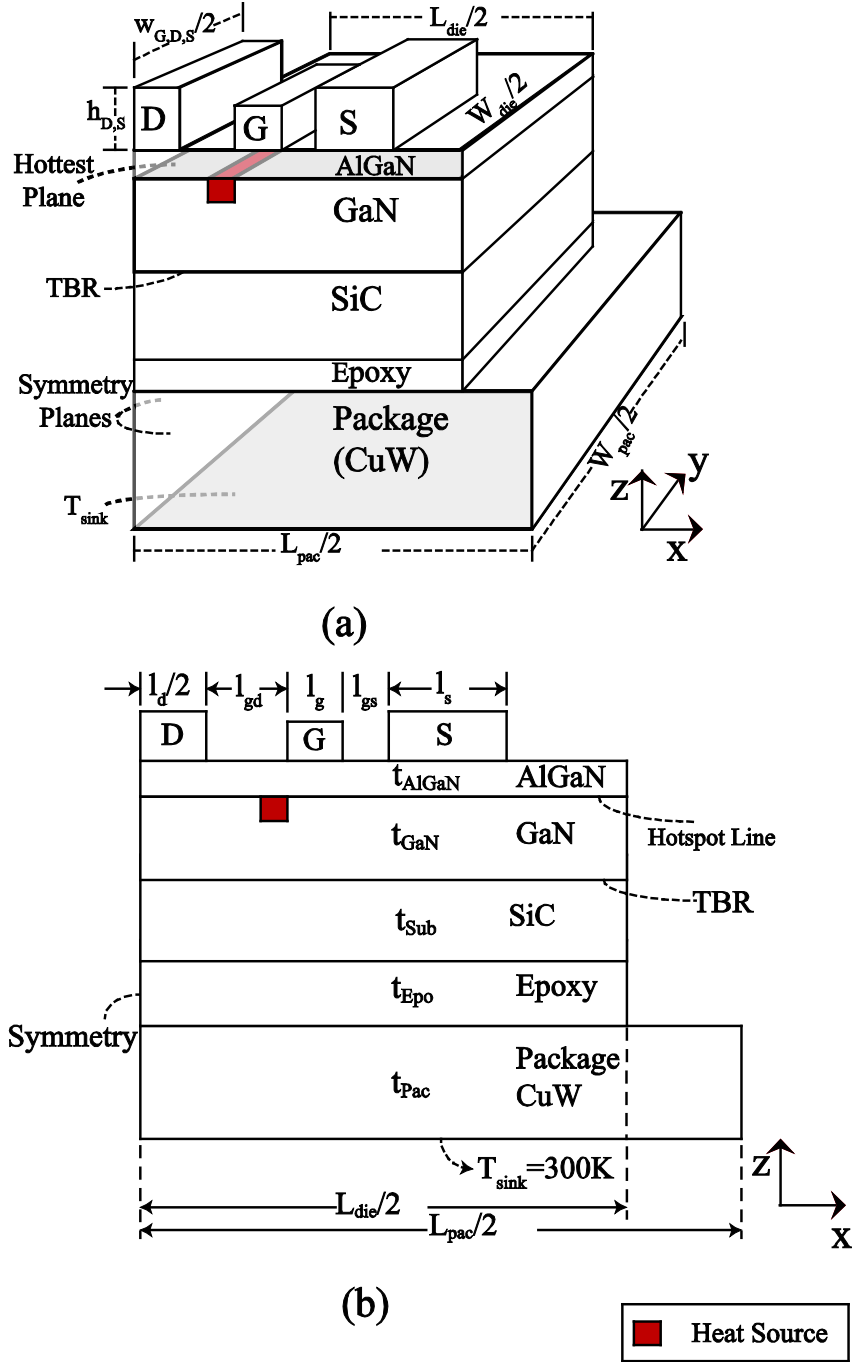 w_G,D,S/2
L_die/2
W_die/2
h_D,S
D
G
S
Hottest
Plane
AlGaN
GaN
TBR
SiC
Symmetry
Planes
Epoxy
Package
(CuW)
T_sink
W_pac/2
L_pac/2
z
y
x
(a)
l_d/2
l_gd
l_g
l_gs
l_s
D
G
S
t_AlGaN
AlGaN
t_GaN
GaN
Hotspot Line
TBR
t_Sub
SiC
t_Epo
Epoxy
Symmetry
Package
CuW
t_Pac
T_sink=300K
L_die/2
L_pac/2
z
x
(b)
Heat Source